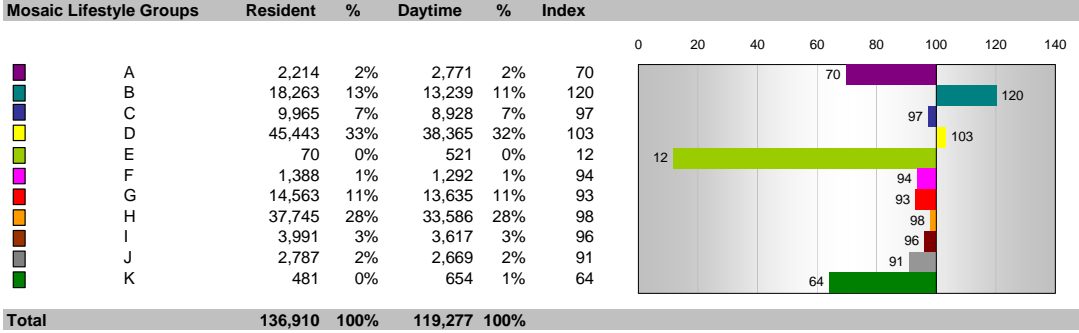 Mosaic Lifestyle Groups Resident % Daytime % Index
0 20 40 60 80 100 120 140
A 2,214 2% 2,771 2% 70 70
B 18,263 13% 13,239 11% 120 120
C 9,965 7% 8,928 7% 97 97
D 45,443 33% 38,365 32% 103 103
E 70 0% 521 0% 12 12
F 1,388 1% 1,292 1% 94 94
G 14,563 11% 13,635 11% 93 93
H 37,745 28% 33,586 28% 98 98
I 3,991 3% 3,617 3% 96 96
J 2,787 2% 2,669 2% 91 91
K 481 0% 654 1% 64 64
Total 136,910 100% 119,277 100%